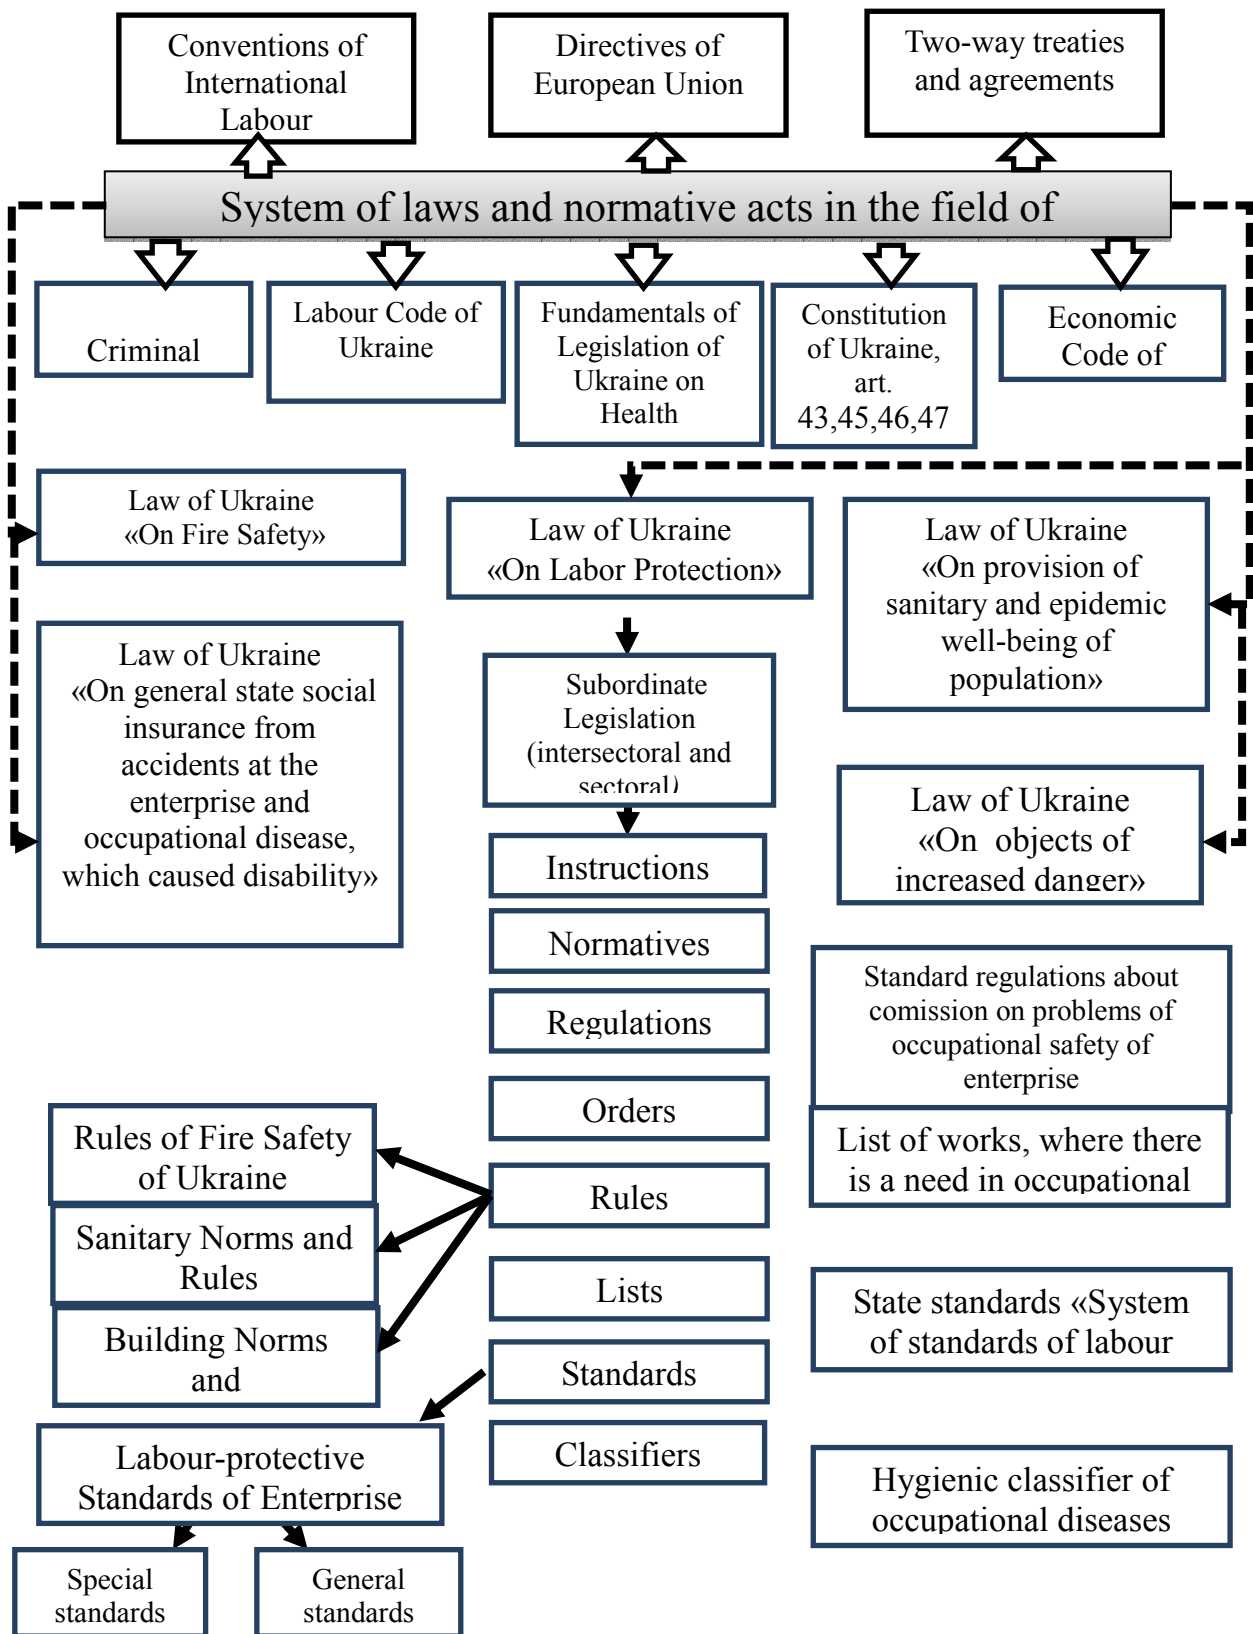 Conventions of
International
Labour
Directives of
European Union
Two-way treaties
and agreements
System of laws and normative acts in the field of
Criminal
Labour Code of
Ukraine
Fundamentals of
Legislation of
Ukraine on
Health
Constitution
of Ukraine,
art.
43,45,46,47
Economic
Code of
Law of Ukraine
«On Fire Safety»
Law of Ukraine
«On Labor Protection»
Law of Ukraine
«On provision of
sanitary and epidemic
well-being of
population»
Law of Ukraine
«On general state social
insurance from
accidents at the
enterprise and
occupational disease,
which caused disability»
Subordinate
Legislation
(intersectoral and
sectoral)
Law of Ukraine
«On objects of
increased danger»
Instructions
Normatives
Regulations
Orders
Rules
Lists
Standards
Classifiers
Standard regulations about
comission on problems of
occupational safety of
enterprise
List of works, where there
is a need in occupational
State standards «System
of standards of labour
Hygienic classifier of
occupational diseases
Rules of Fire Safety
of Ukraine
Sanitary Norms and
Rules
Building Norms
and
Labour-protective
Standards of Enterprise
Special
standards
General
standards